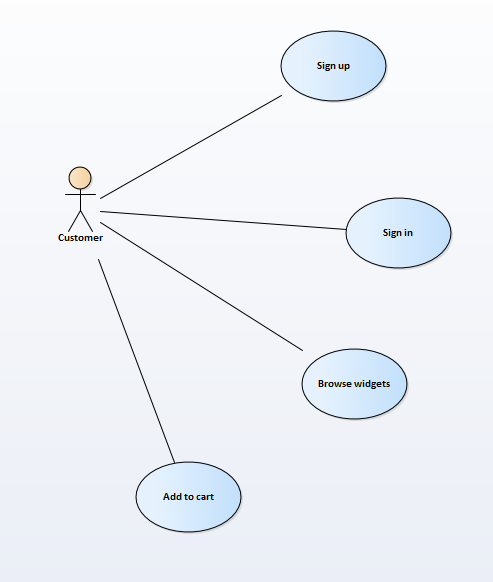 Sign up
Sign in
Customer
Browse widgets
Add to cart